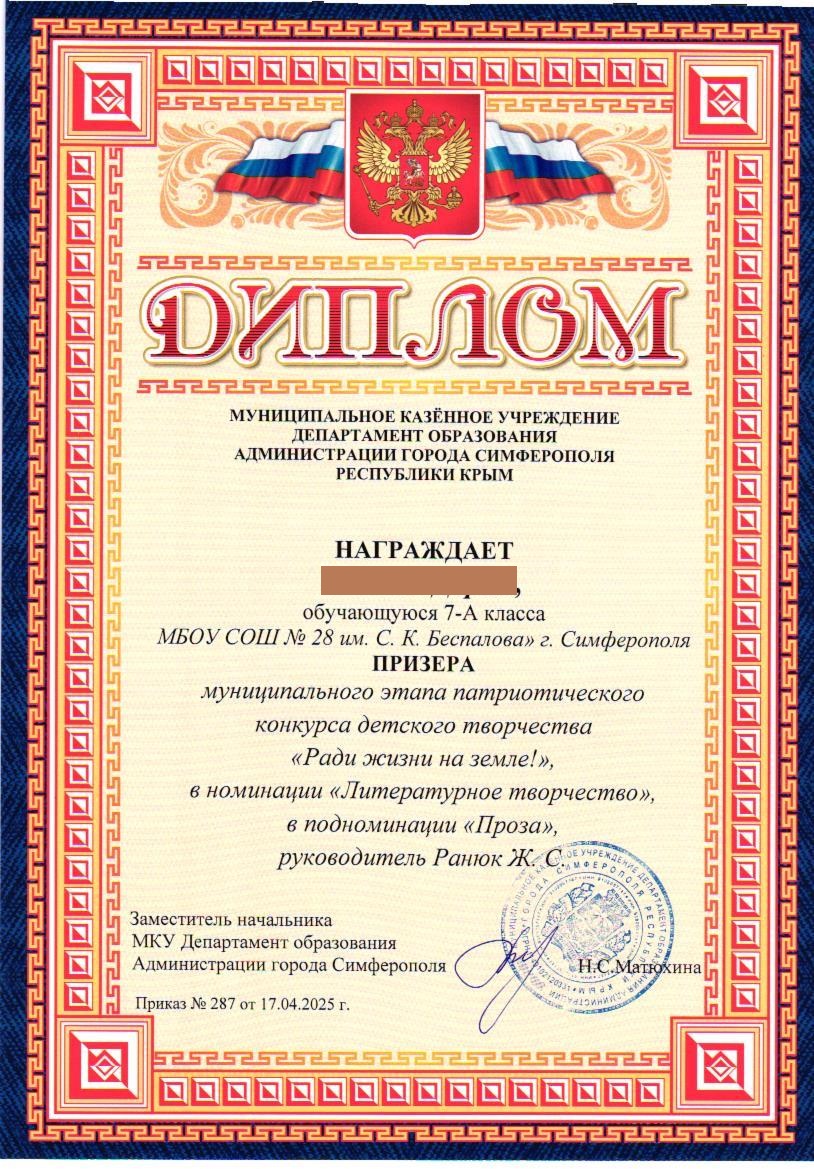 ДИПЛОМ
МУНИЦИПАЛЬНОЕ КАЗЁННОЕ УЧРЕЖДЕНИЕ
ДЕПАРТАМЕНТ ОБРАЗОВАНИЯ
АДМИНИСТРАЦИИ ГОРОДА СИМФЕРОПОЛЯ
РЕСПУБЛИКИ КРЫМ
НАГРАЖДАЕТ
обучающуюся 7-А класса
МБОУ СОШ № 28 им. С. К. Беспалова» г. Симферополя
ПРИЗЕРА
муниципального этапа патриотического
конкурса детского творчества
«Ради жизни на земле!»,
в номинации «Литературное творчество»,
в подноминации «Проза»,
руководитель Ранюк Ж. С.
Заместитель начальника
МКУ Департамент образования
Администрации города Симферополя
Н.С.Матюхина
Приказ № 287 от 17.04.2025 г.